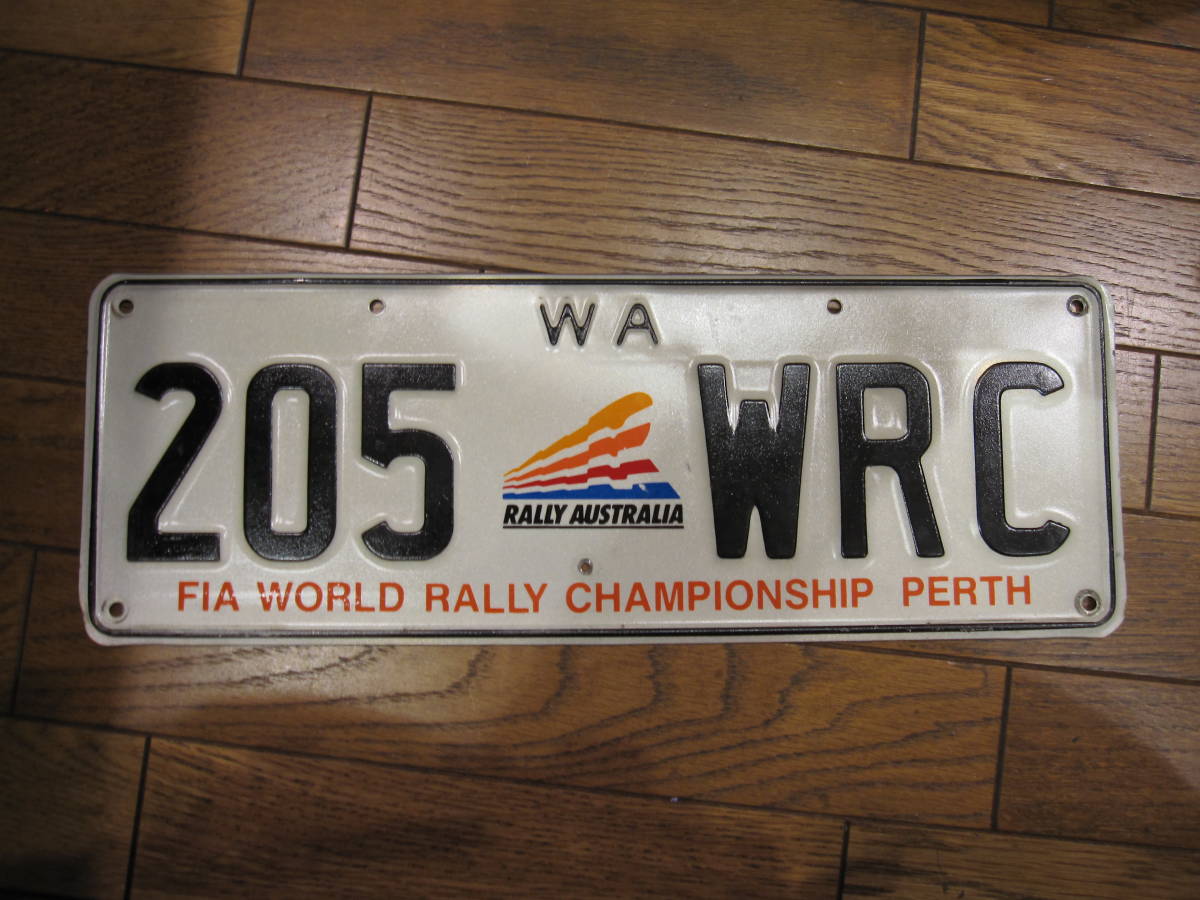 WA
205 WRC
RALLY AUSTRALIA
FIA WORLD RALLY CHAMPIONSHIP PERTH